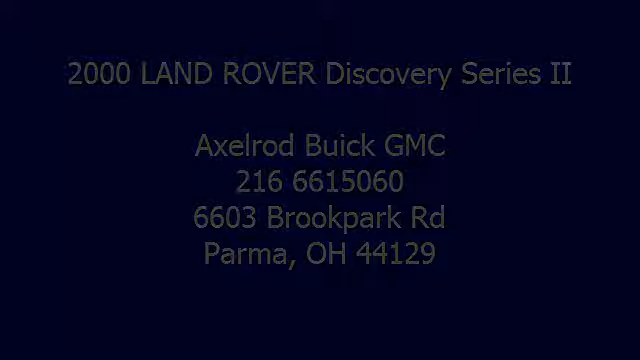 2000 LAND ROVER Discovery Series II
Axelrod Buick GMC
216 6615060
6603 Brookpark Rd
Parma, OH 44129